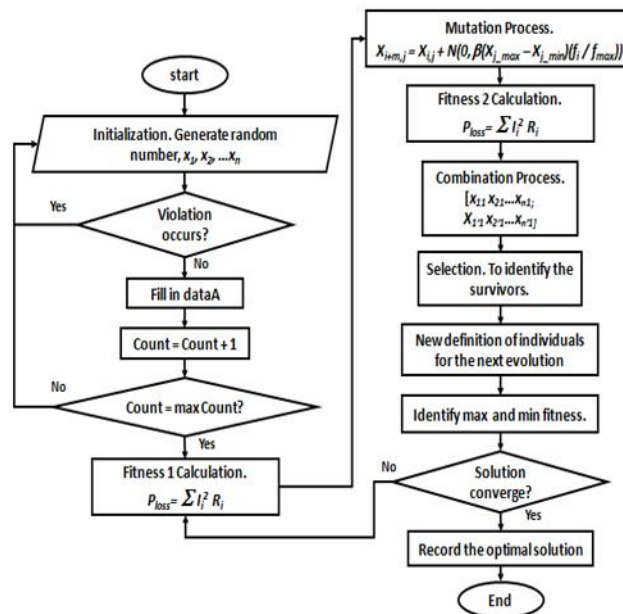 start
Initialization. Generate random
number, x1, x2, ...xn
Yes
Violation
occurs?
No
Fill in dataA
Count = Count + 1
No
Count = max Count?
Yes
Fitness 1 Calculation.
Ploss= Σ Ii² Ri
Mutation Process.
Xi+m,j = Xi,j + N(0, β(Xj_max – Xj_min)(fi / fmax))
Fitness 2 Calculation.
Ploss= Σ Ii² Ri
Combination Process.
[x11 x21...xn1;
X1'1 x2'1...xn'1]
Selection. To identify the
survivors.
New definition of individuals
for the next evolution
Identify max and min fitness.
No
Solution
converge?
Yes
Record the optimal solution
End